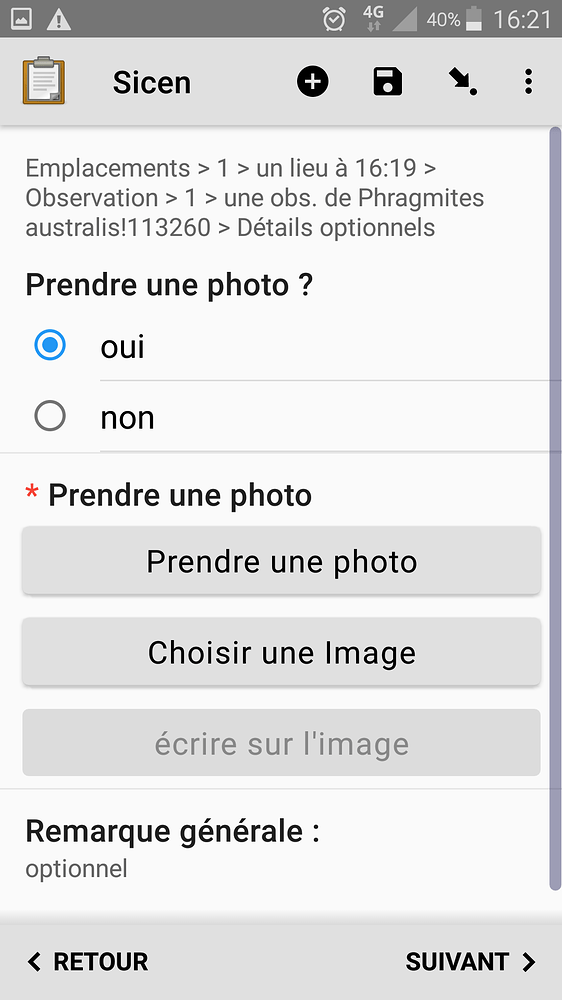 4G
40%
16:21
Sicen
Emplacements > 1 > un lieu à 16:19 >
Observation > 1 > une obs. de Phragmites
australis!113260 > Détails optionnels
Prendre une photo ?
oui
non
* Prendre une photo
Prendre une photo
Choisir une Image
écrire sur l'image
Remarque générale :
optionnel
RETOUR
SUIVANT